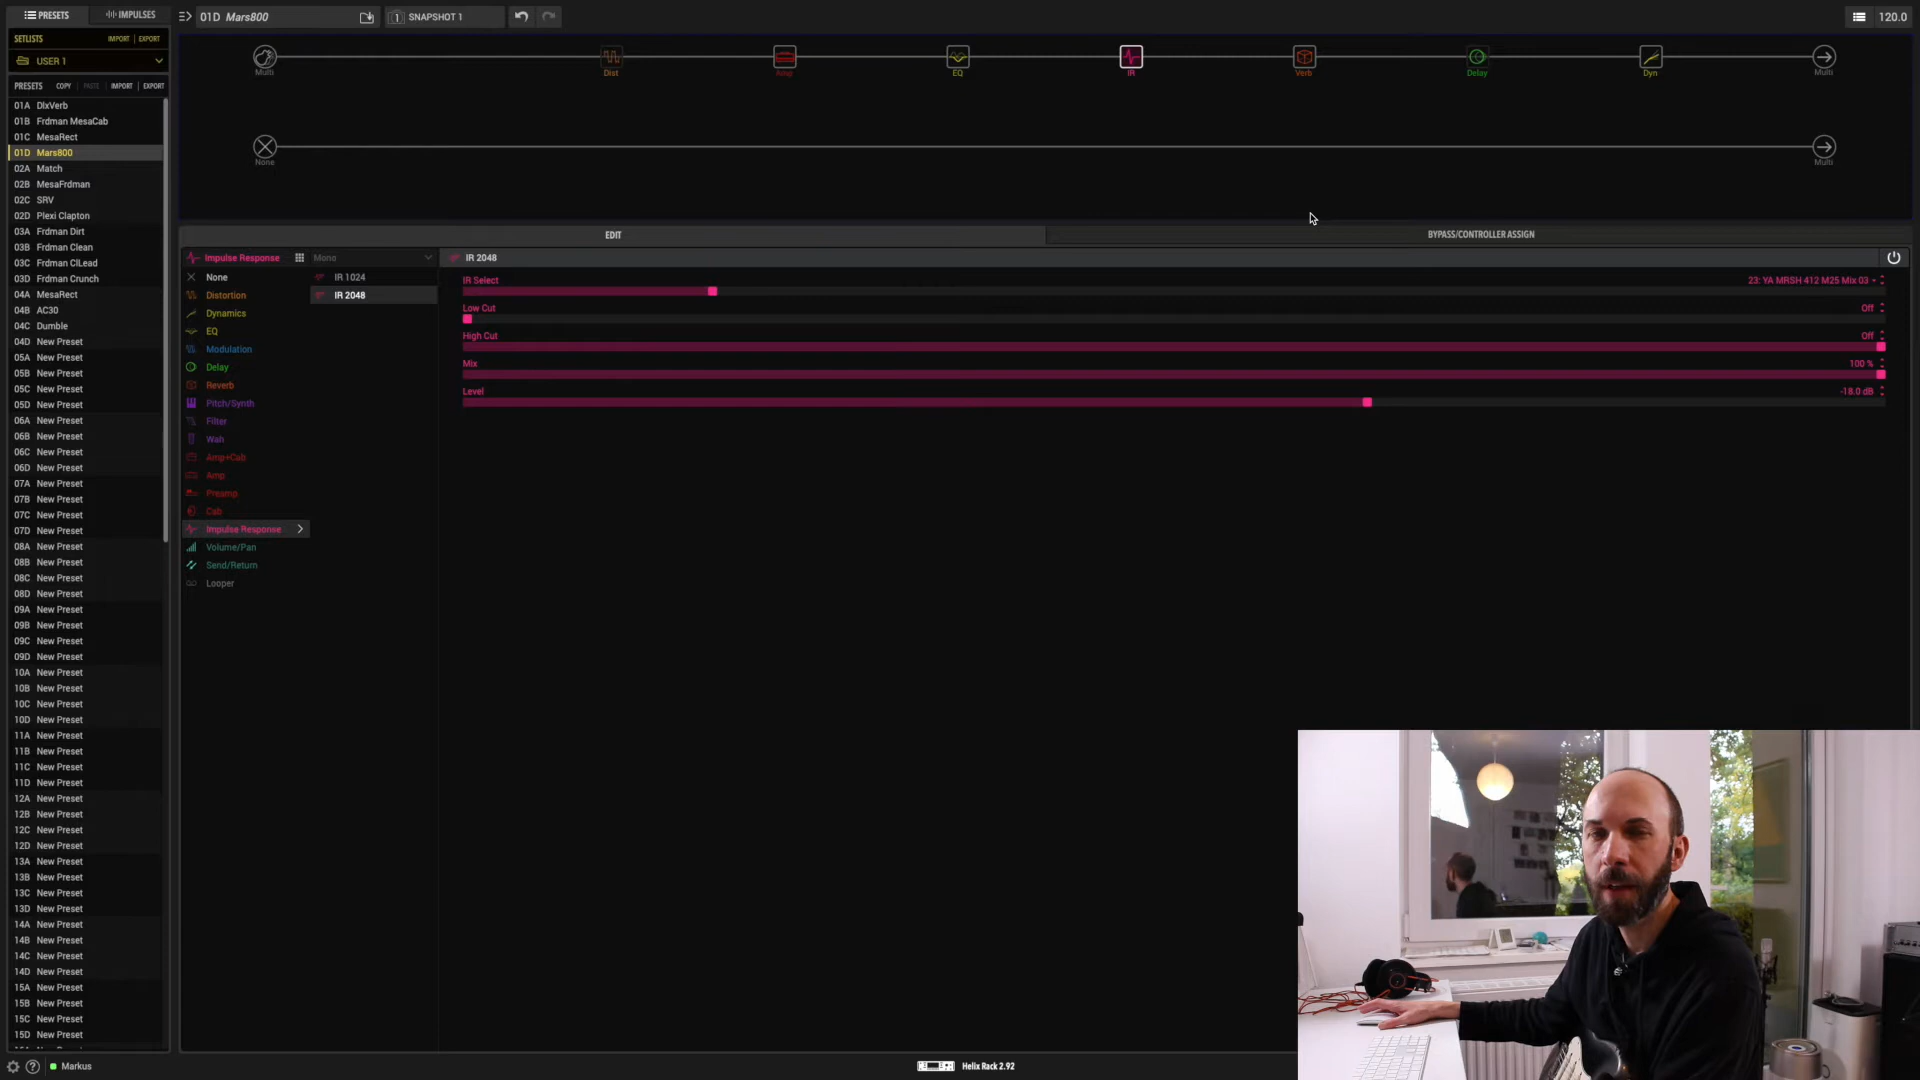 PRESETS
IMPULSES
01D Mars800
1 SNAPSHOT 1
120.0
SETLISTS IMPORT EXPORT
USER 1
PRESETS COPY PASTE IMPORT EXPORT
01A DlxVerb
01B Frdman MesaCab
01C MesaRect
01D Mars800
02A Match
02B MesaFrdman
02C SRV
02D Plexi Clapton
03A Frdman Dirt
03B Frdman Clean
03C Frdman ClLead
03D Frdman Crunch
04A MesaRect
04B AC30
04C Dumble
04D New Preset
05A New Preset
05B New Preset
05C New Preset
05D New Preset
06A New Preset
06B New Preset
06C New Preset
06D New Preset
07A New Preset
07B New Preset
07C New Preset
07D New Preset
08A New Preset
08B New Preset
08C New Preset
08D New Preset
09A New Preset
09B New Preset
09C New Preset
09D New Preset
10A New Preset
10B New Preset
10C New Preset
10D New Preset
11A New Preset
11B New Preset
11C New Preset
11D New Preset
12A New Preset
12B New Preset
12C New Preset
12D New Preset
13A New Preset
13B New Preset
13C New Preset
13D New Preset
14A New Preset
14B New Preset
14C New Preset
14D New Preset
15A New Preset
15B New Preset
15C New Preset
15D New Preset
Markus
Multi Dist Amp EQ IR Verb Delay Dyn Multi
None Multi
EDIT
BYPASS/CONTROLLER ASSIGN
Impulse Response
None
Distortion
Dynamics
EQ
Modulation
Delay
Reverb
Pitch/Synth
Filter
Wah
Amp+Cab
Amp
Preamp
Cab
Impulse Response
Volume/Pan
Send/Return
Looper
Mono
IR 1024
IR 2048
IR 2048
IR Select 23: YA MRSH 412 M25 Mix 03
Low Cut Off
High Cut Off
Mix 100 %
Level -18.0 dB
Helix Rack 2.92